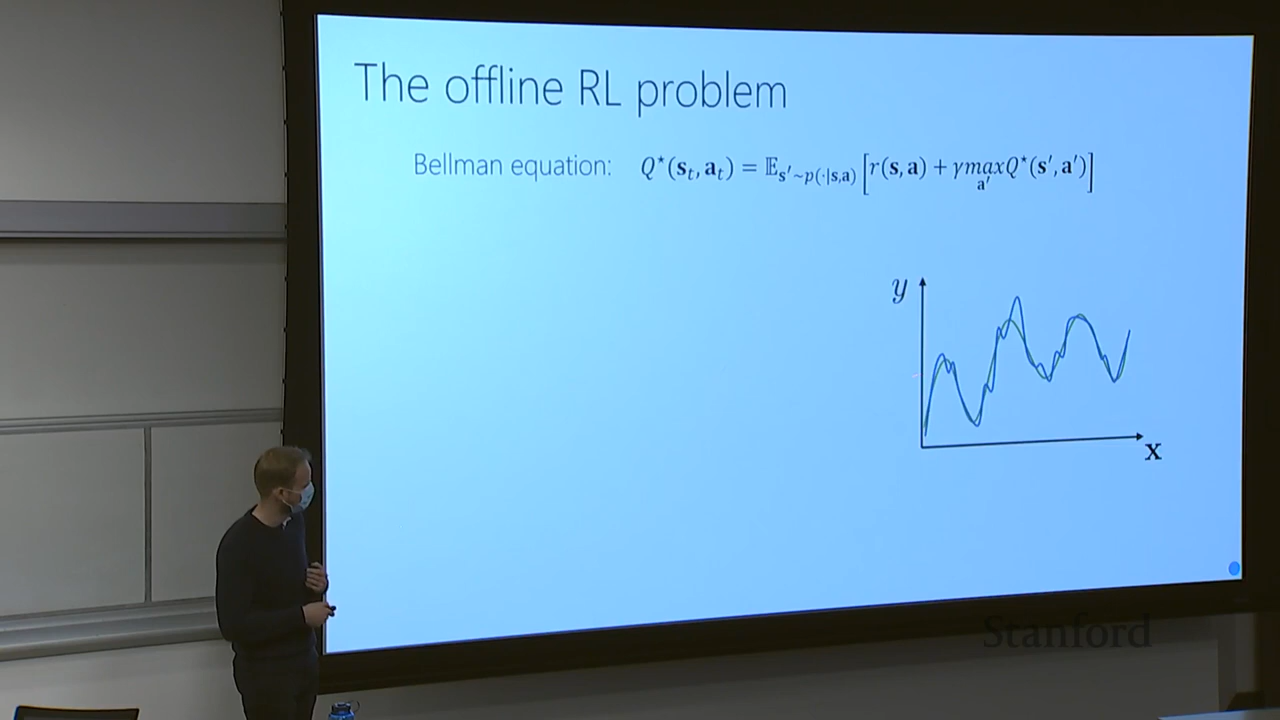 The offline RL problem
Bellman equation: Q*(s_t, a_t) = 𝔼_{s′~p(·|s,a)} [r(s, a) + γ max_{a′} Q*(s′, a′)]
y
x
Stanford